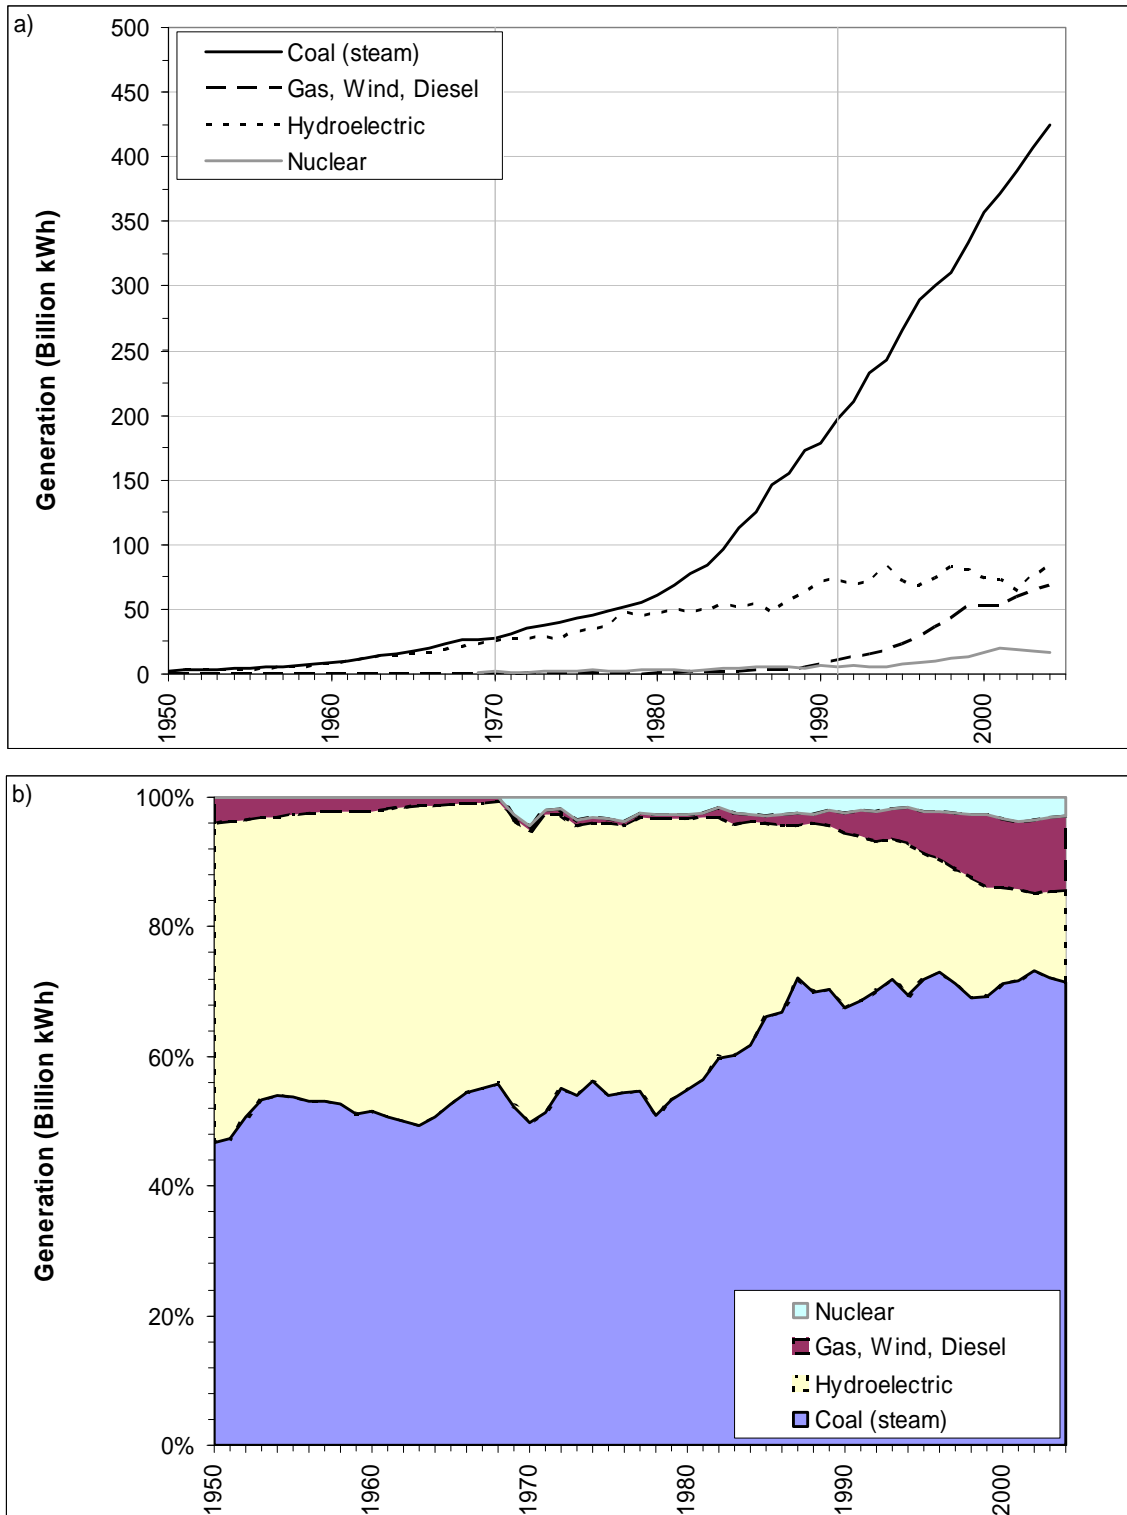 a)
500
450
400
350
300
250
200
150
100
50
0
Generation (Billion kWh)
Coal (steam)
Gas, Wind, Diesel
Hydroelectric
Nuclear
1950
1960
1970
1980
1990
2000
b)
100%
80%
60%
40%
20%
0%
Generation (Billion kWh)
Nuclear
Gas, Wind, Diesel
Hydroelectric
Coal (steam)
1950
1960
1970
1980
1990
2000